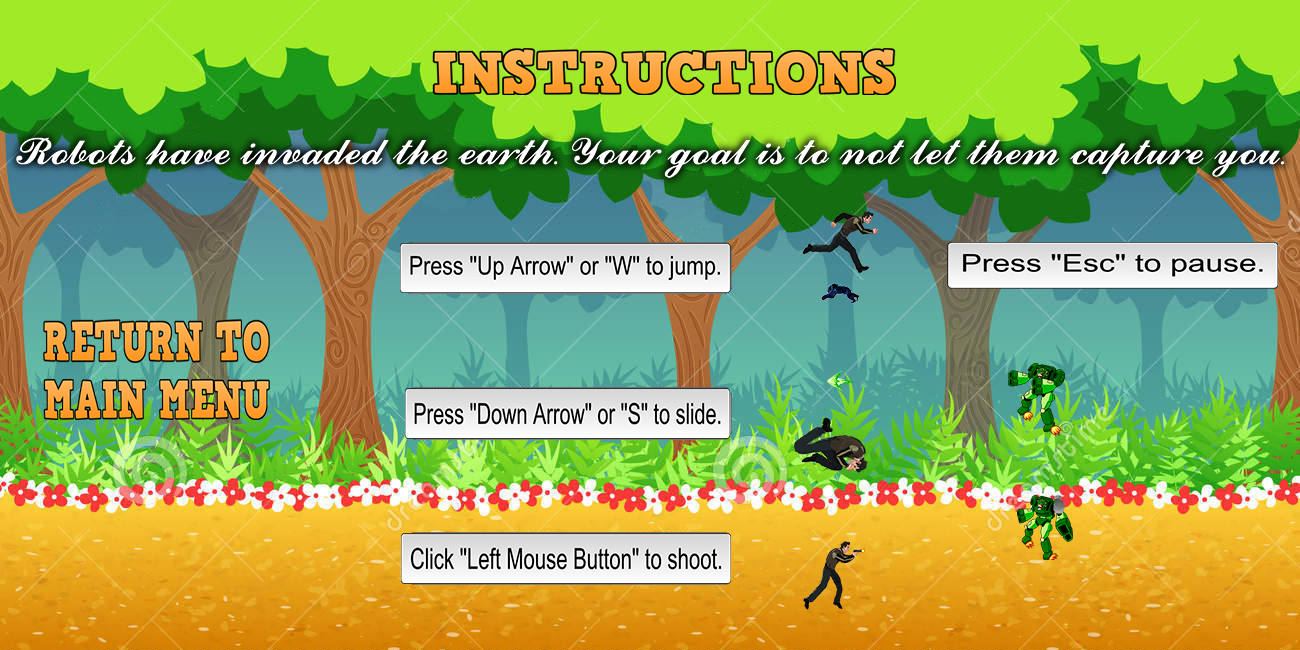 INSTRUCTIONS
Robots have invaded the earth. Your goal is to not let them capture you.
Press "Up Arrow" or "W" to jump.
Press "Esc" to pause.
RETURN TO
MAIN MENU
Press "Down Arrow" or "S" to slide.
Click "Left Mouse Button" to shoot.